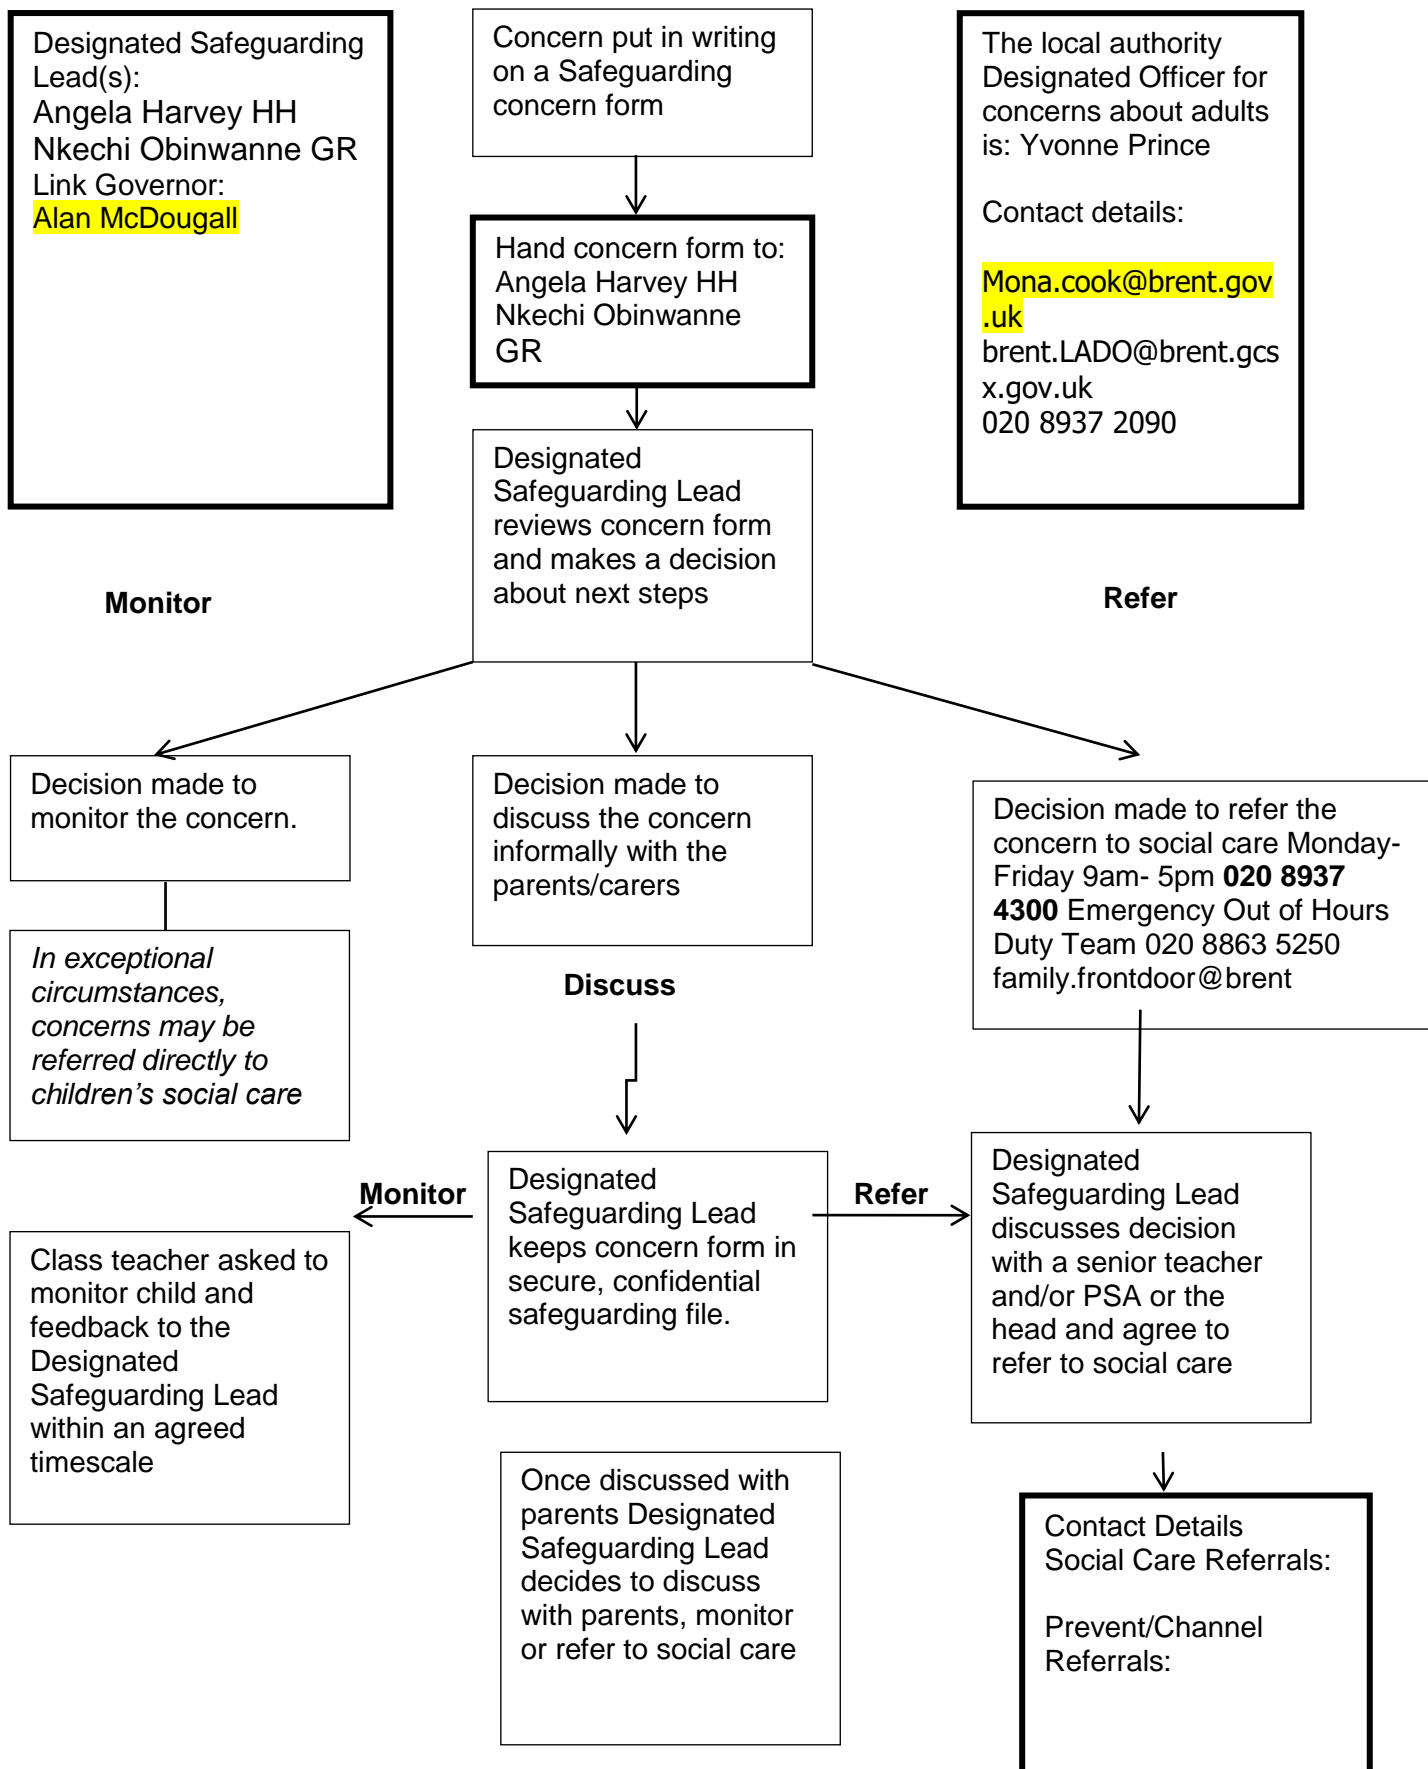 Designated Safeguarding
Lead(s):
Angela Harvey HH
Nkechi Obinwanne GR
Link Governor:
Alan McDougall
Concern put in writing
on a Safeguarding
concern form
The local authority
Designated Officer for
concerns about adults
is: Yvonne Prince
Contact details:
Mona.cook@brent.gov
.uk
brent.LADO@brent.gcs
x.gov.uk
020 8937 2090
Hand concern form to:
Angela Harvey HH
Nkechi Obinwanne
GR
Designated
Safeguarding Lead
reviews concern form
and makes a decision
about next steps
Monitor
Refer
Decision made to
monitor the concern.
Decision made to
discuss the concern
informally with the
parents/carers
Decision made to refer the
concern to social care Monday-
Friday 9am- 5pm 020 8937
4300 Emergency Out of Hours
Duty Team 020 8863 5250
family.frontdoor@brent
In exceptional
circumstances,
concerns may be
referred directly to
children’s social care
Discuss
Monitor
Designated
Safeguarding Lead
keeps concern form in
secure, confidential
safeguarding file.
Refer
Designated
Safeguarding Lead
discusses decision
with a senior teacher
and/or PSA or the
head and agree to
refer to social care
Class teacher asked to
monitor child and
feedback to the
Designated
Safeguarding Lead
within an agreed
timescale
Once discussed with
parents Designated
Safeguarding Lead
decides to discuss
with parents, monitor
or refer to social care
Contact Details
Social Care Referrals:
Prevent/Channel
Referrals: